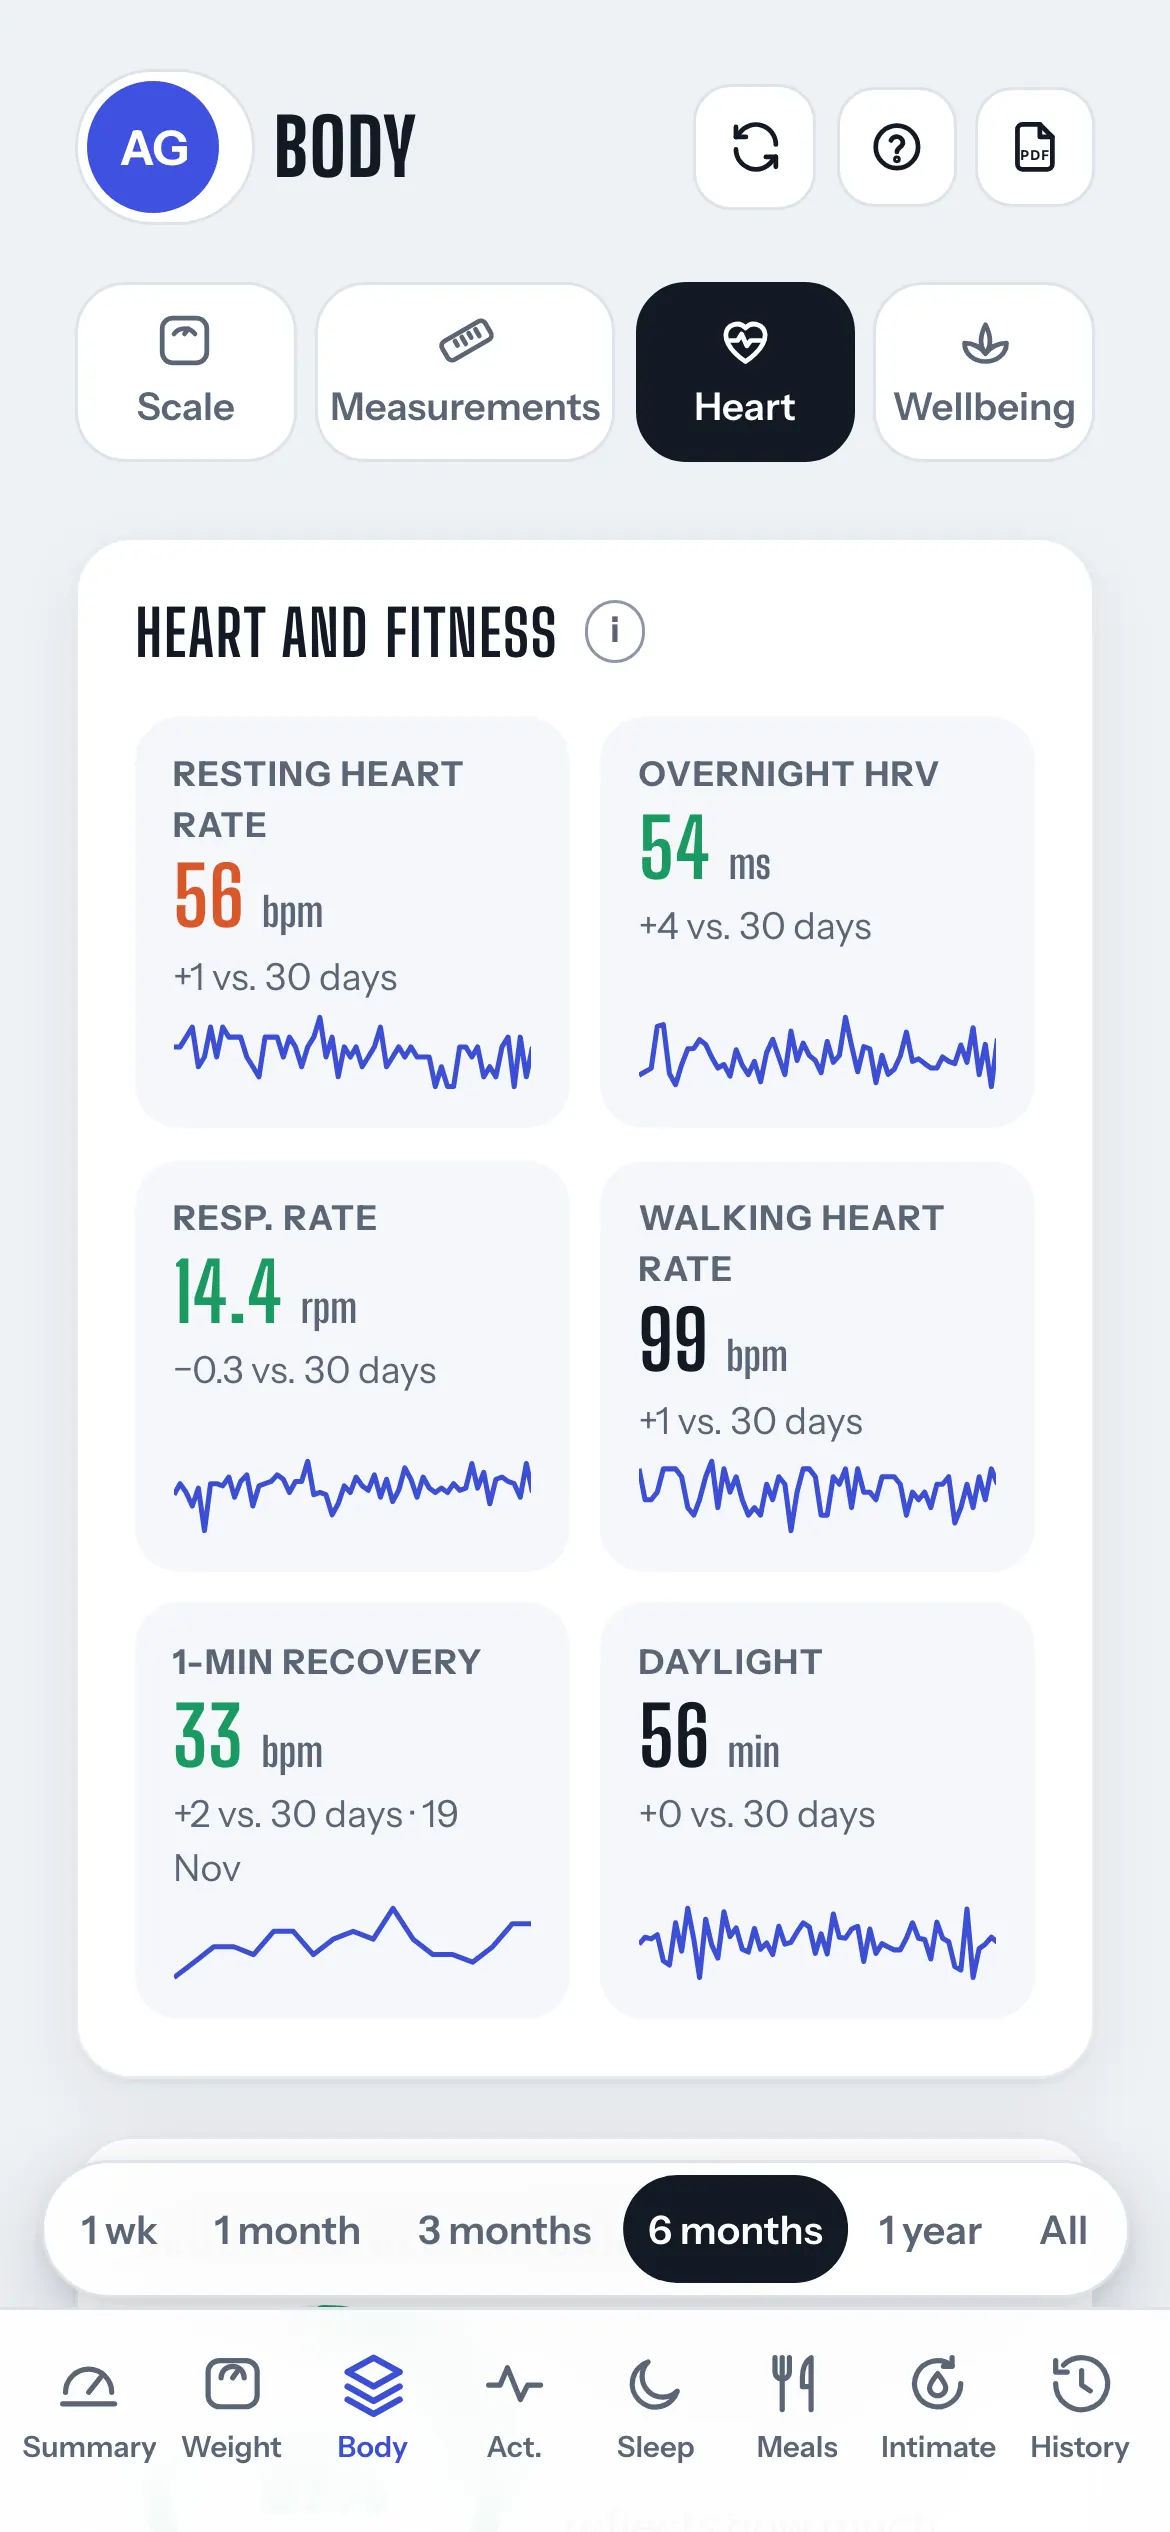 AG
BODY
PDF
Scale
Measurements
Heart
Wellbeing
HEART AND FITNESS
i
RESTING HEART
RATE
56 bpm
+1 vs. 30 days
OVERNIGHT HRV
54 ms
+4 vs. 30 days
RESP. RATE
14.4 rpm
−0.3 vs. 30 days
WALKING HEART
RATE
99 bpm
+1 vs. 30 days
1-MIN RECOVERY
33 bpm
+2 vs. 30 days · 19
Nov
DAYLIGHT
56 min
+0 vs. 30 days
1 wk
1 month
3 months
6 months
1 year
All
Summary
Weight
Body
Act.
Sleep
Meals
Intimate
History